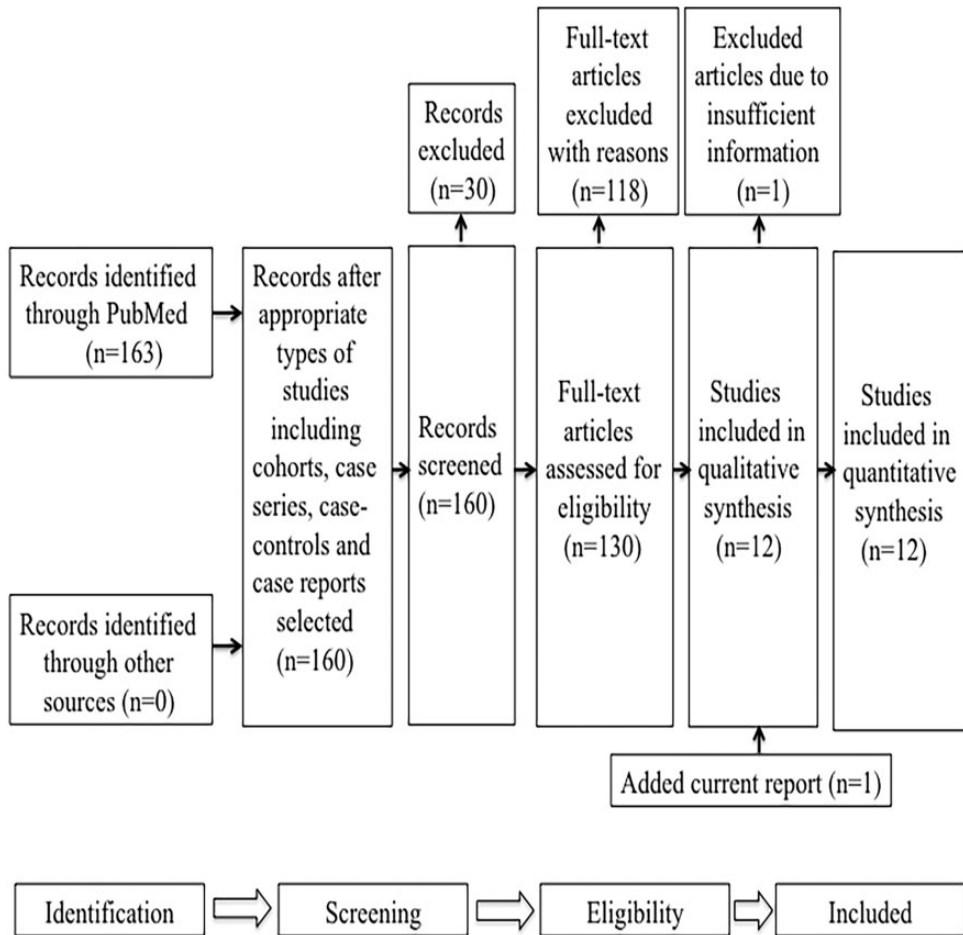 Records
excluded
(n=30)
Full-text
articles
excluded
with reasons
(n=118)
Excluded
articles due to
insufficient
information
(n=1)
Records identified
through PubMed
(n=163)
Records identified
through other
sources (n=0)
Records after
appropriate
types of
studies
including
cohorts, case
series, case-
controls and
case reports
selected
(n=160)
Records
screened
(n=160)
Full-text
articles
assessed for
eligibility
(n=130)
Studies
included in
qualitative
synthesis
(n=12)
Studies
included in
quantitative
synthesis
(n=12)
Added current report (n=1)
Identification
Screening
Eligibility
Included